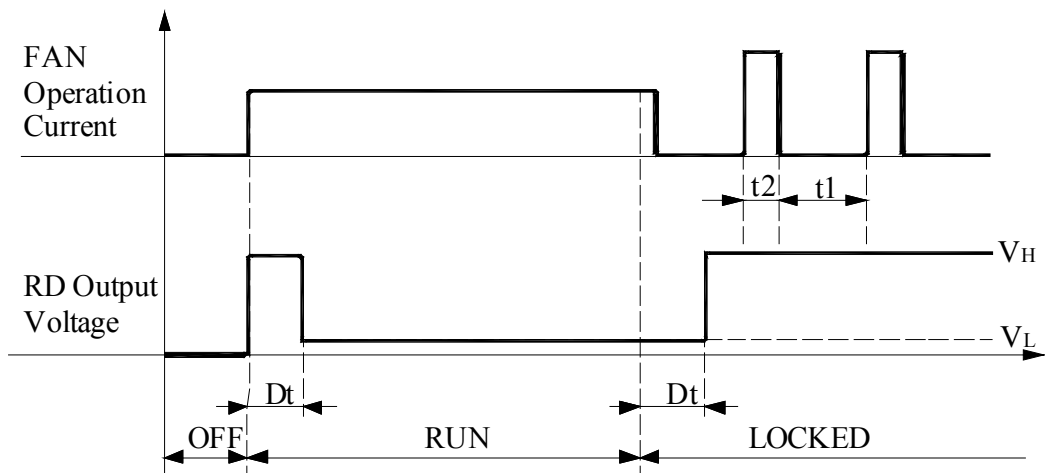 FAN
Operation
Current
t2
t1
RD Output
Voltage
VH
VL
Dt
Dt
OFF
RUN
LOCKED